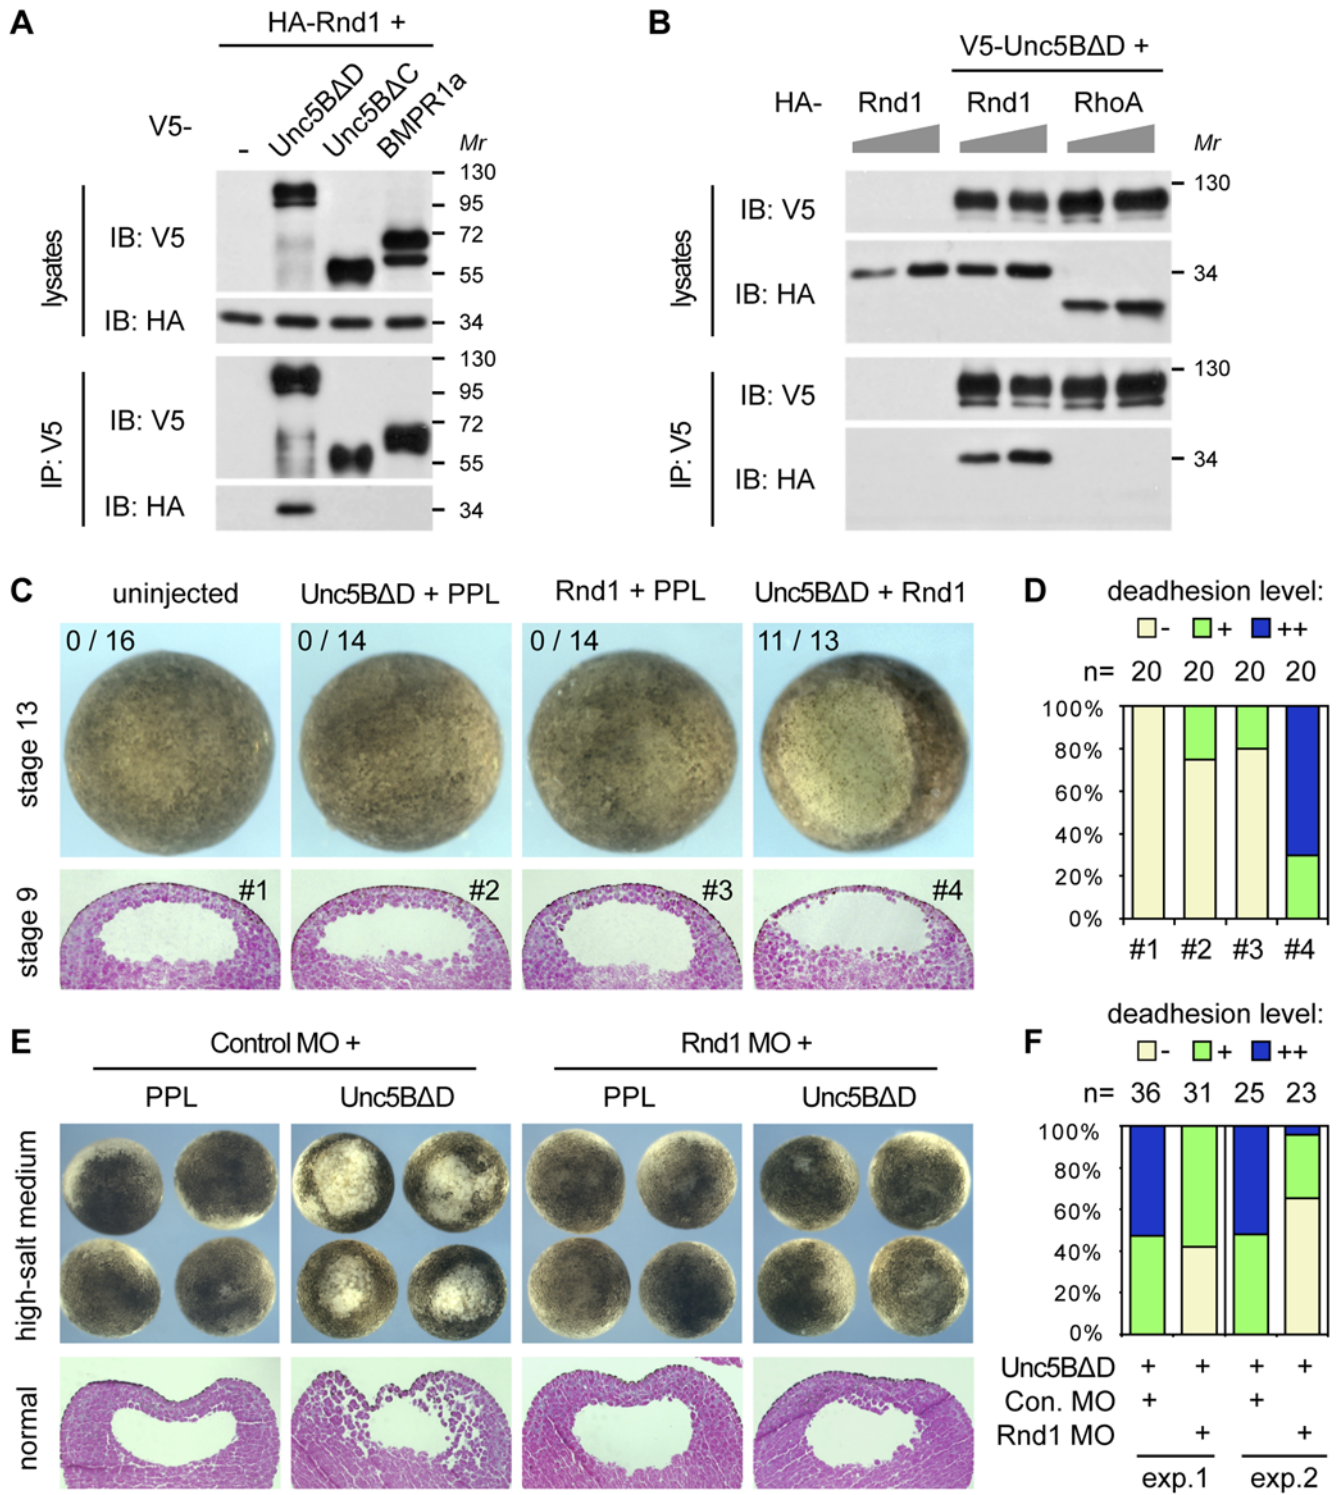 A
HA-Rnd1 +
V5-
-
Unc5BΔD
Unc5BΔC
BMPR1a
Mr
lysates
IB: V5
130
95
72
55
IB: HA
34
IP: V5
IB: V5
130
95
72
55
IB: HA
34
B
V5-Unc5BΔD +
HA-
Rnd1
Rnd1
RhoA
Mr
lysates
IB: V5
130
IB: HA
34
IP: V5
IB: V5
130
IB: HA
34
C
uninjected
Unc5BΔD + PPL
Rnd1 + PPL
Unc5BΔD + Rnd1
stage 13
0 / 16
0 / 14
0 / 14
11 / 13
stage 9
#1
#2
#3
#4
D
deadhesion level:
- + ++
n= 20 20 20 20
100%
80%
60%
40%
20%
0%
#1 #2 #3 #4
E
Control MO +
Rnd1 MO +
PPL
Unc5BΔD
PPL
Unc5BΔD
high-salt medium
normal
F
deadhesion level:
- + ++
n= 36 31 25 23
100%
80%
60%
40%
20%
0%
Unc5BΔD + + + +
Con. MO + +
Rnd1 MO + +
exp.1 exp.2